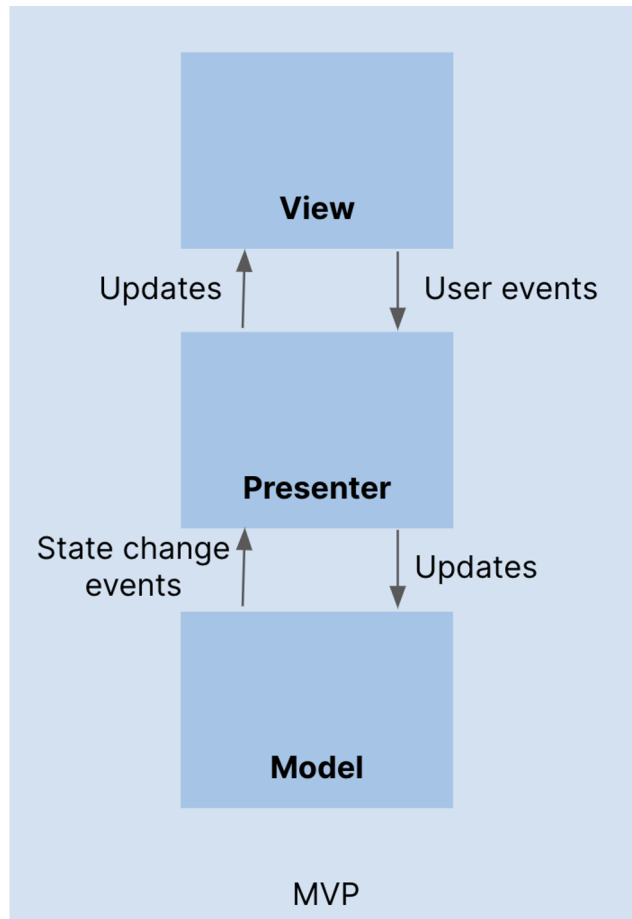 View
Updates
User events
Presenter
State change
events
Updates
Model
MVP